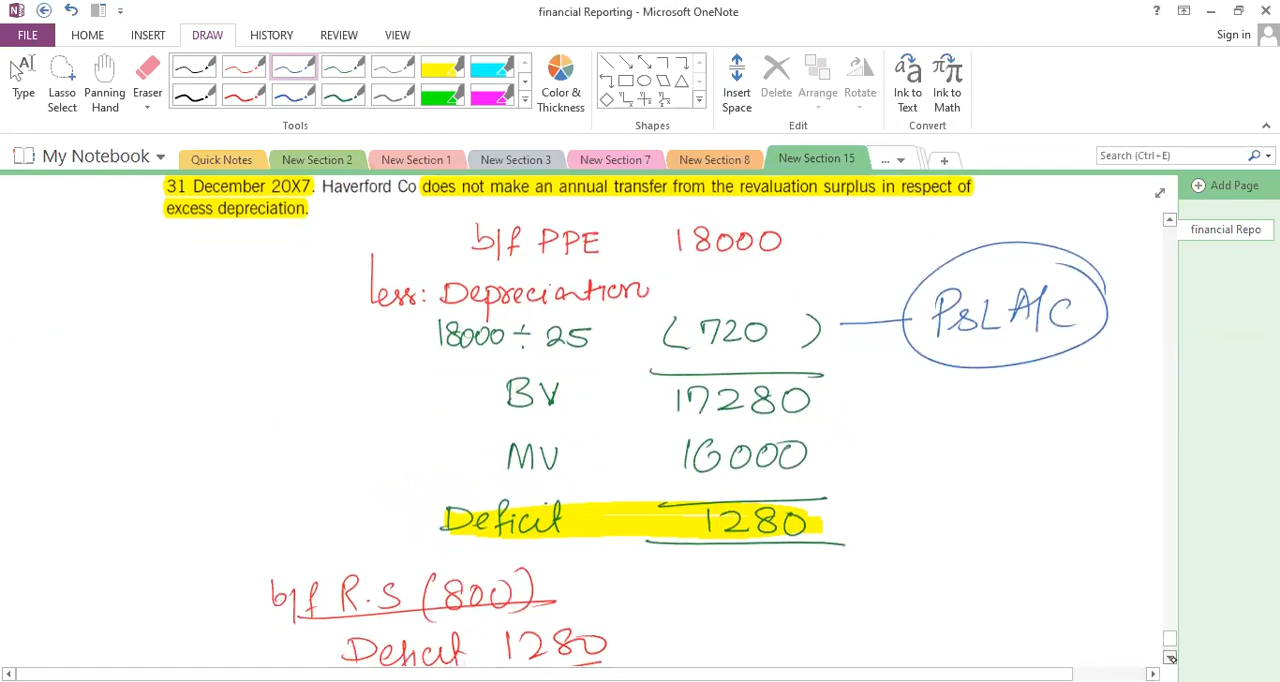 financial Reporting - Microsoft OneNote
Sign in
FILE HOME INSERT DRAW HISTORY REVIEW VIEW
Type Lasso Select Panning Hand Eraser Color & Thickness Insert Space Delete Arrange Rotate Ink to Text Ink to Math
Tools Shapes Edit Convert
My Notebook Quick Notes New Section 2 New Section 1 New Section 3 New Section 7 New Section 8 New Section 15 ... Search (Ctrl+E)
Add Page
financial Repo
31 December 20X7. Haverford Co does not make an annual transfer from the revaluation surplus in respect of
excess depreciation.
b/f PPE 18000
less: Depreciantion
18000 ÷ 25 (720) P&L A/C
BV 17280
MV 16000
Deficit 1280
b/f R.S (800)
Deficit 1280